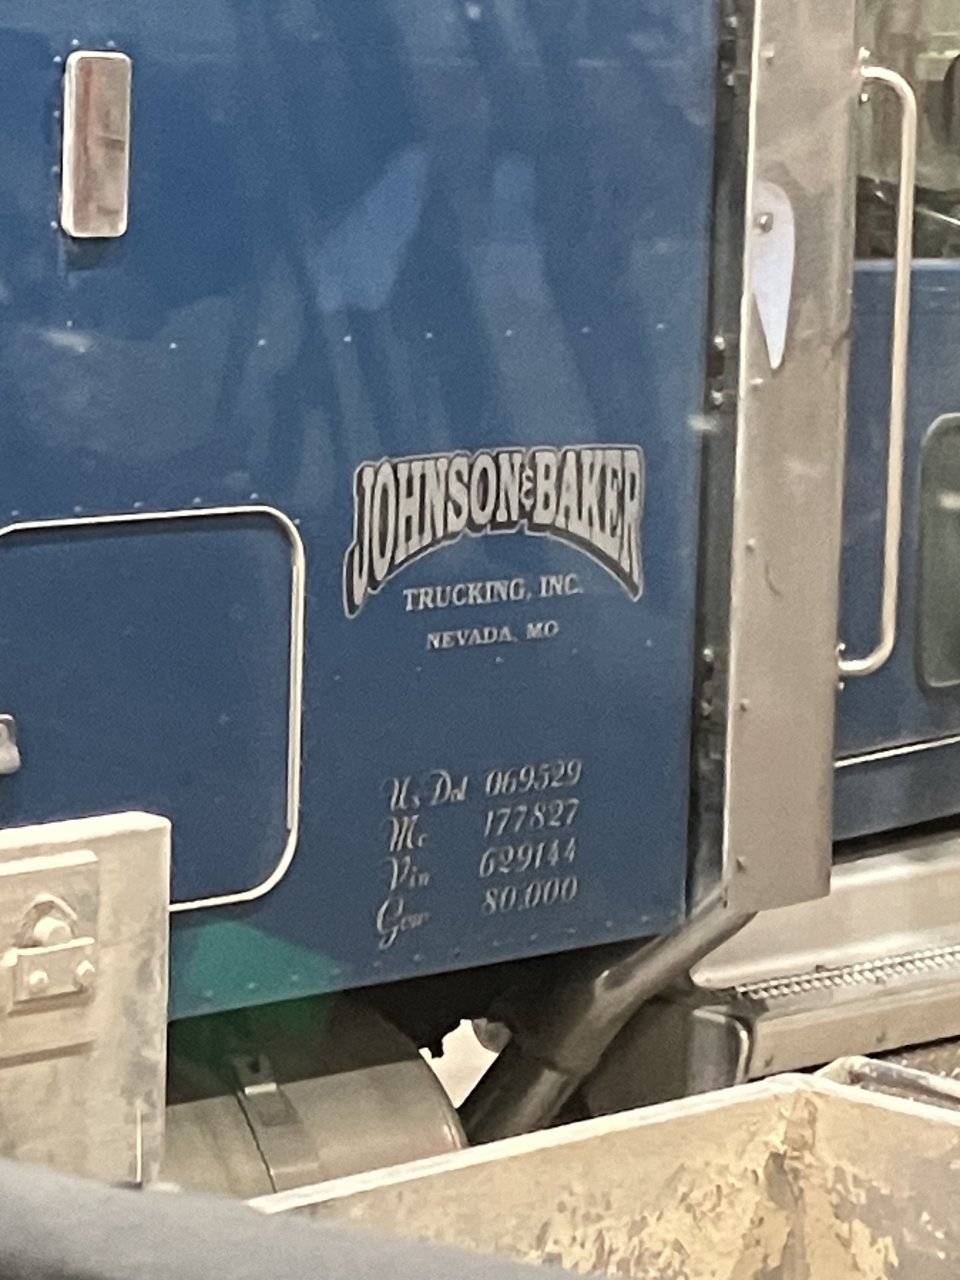 JOHNSON & BAKER
TRUCKING, INC.
NEVADA, MO
Us Dot 069529
Mc 177827
Vin 629144
Gvw 80,000